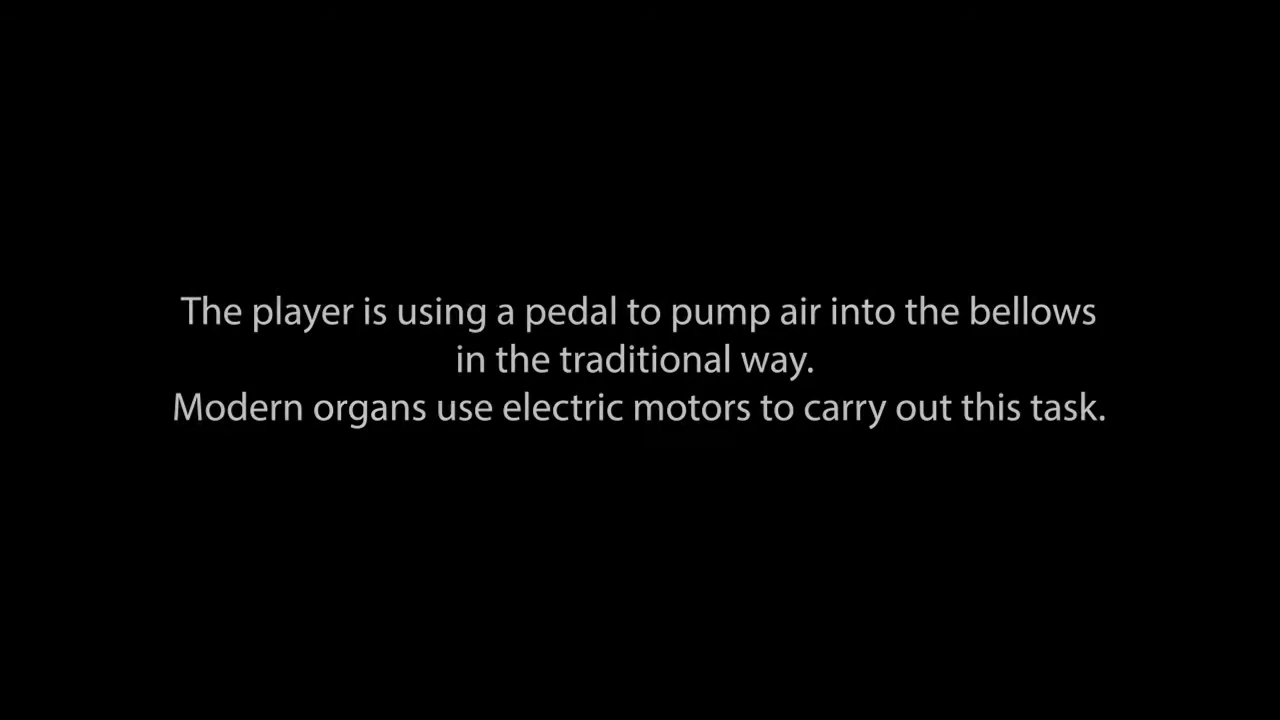 The player is using a pedal to pump air into the bellows
in the traditional way.
Modern organs use electric motors to carry out this task.